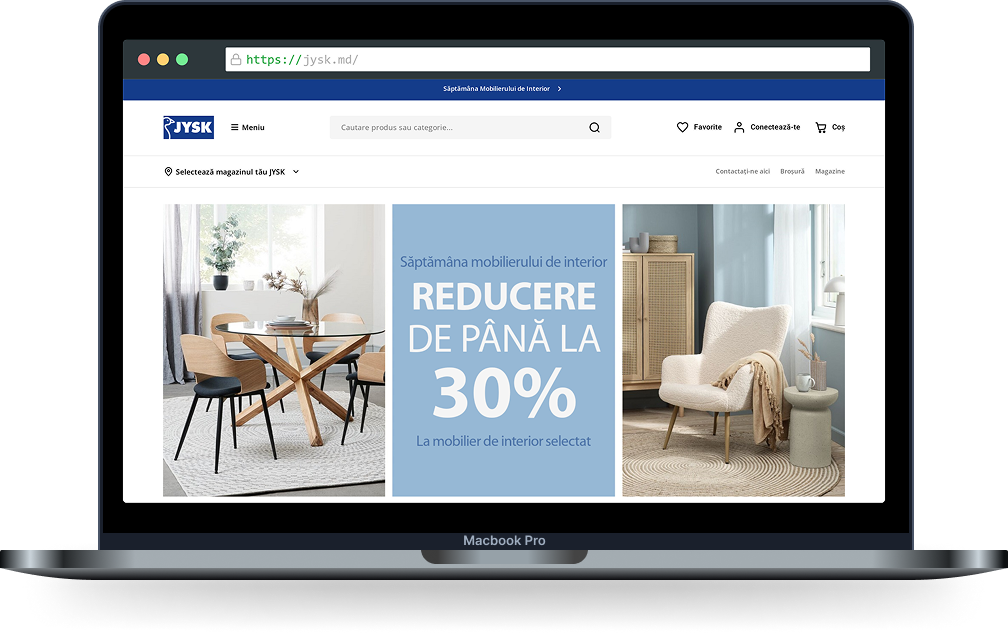 https://jysk.md/
Săptămâna Mobilierului de Interior
JYSK
Meniu
Cautare produs sau categorie...
Favorite
Conectează-te
Coș
Selectează magazinul tău JYSK
Contactați-ne aici
Broșură
Magazine
Săptămâna mobilierului de interior
REDUCERE
DE PÂNĂ LA
30%
La mobilier de interior selectat
Macbook Pro